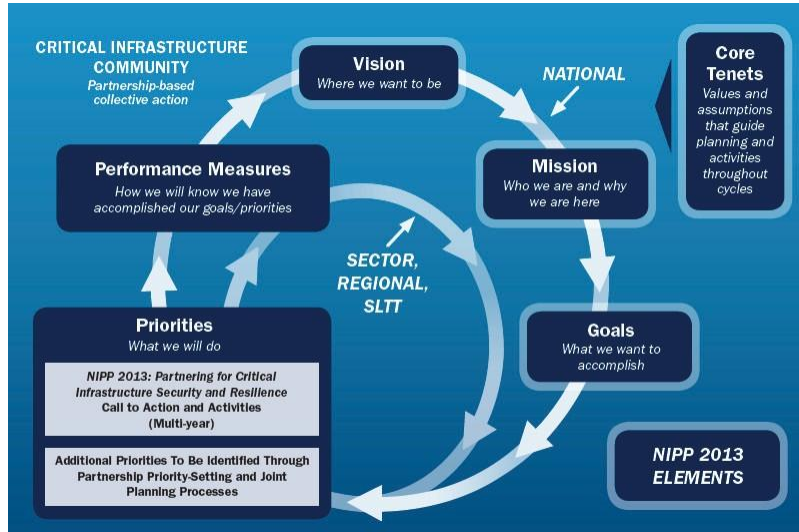 CRITICAL INFRASTRUCTURE
COMMUNITY
Partnership-based
collective action
Vision
Where we want to be
NATIONAL
Core
Tenets
Values and
assumptions
that guide
planning and
activities
throughout
cycles
Performance Measures
How we will know we have
accomplished our goals/priorities
Mission
Who we are and why
we are here
SECTOR,
REGIONAL,
SLTT
Priorities
What we will do
NIPP 2013: Partnering for Critical
Infrastructure Security and Resilience
Call to Action and Activities
(Multi-year)
Additional Priorities To Be Identified Through
Partnership Priority-Setting and Joint
Planning Processes
Goals
What we want to
accomplish
NIPP 2013
ELEMENTS